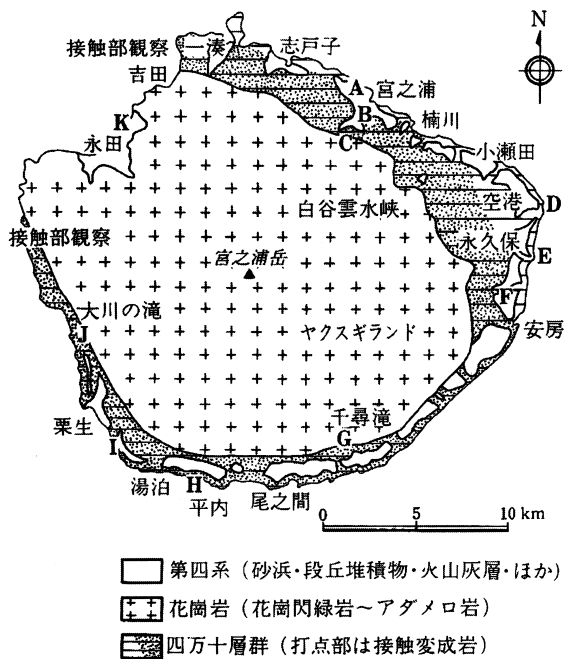 接触部観察
一湊
志戸子
N
吉田
A
宮之浦
B
楠川
K
C
永田
小瀬田
白谷雲水峡
空港
D
接触部観察
永久保
E
宮之浦岳
大川の滝
F
J
ヤクスギランド
安房
千尋滝
G
栗生
I
湯泊
H
平内
尾之間
0 5 10 km
第四系（砂浜・段丘堆積物・火山灰層・ほか）
花崗岩（花崗閃緑岩～アダメロ岩）
四万十層群（打点部は接触変成岩）